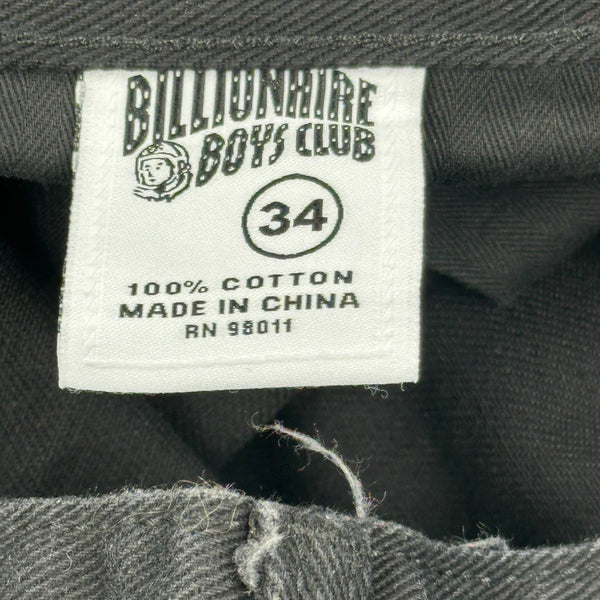 BILLIONAIRE
BOYS CLUB
34
100% COTTON
MADE IN CHINA
RN 98011